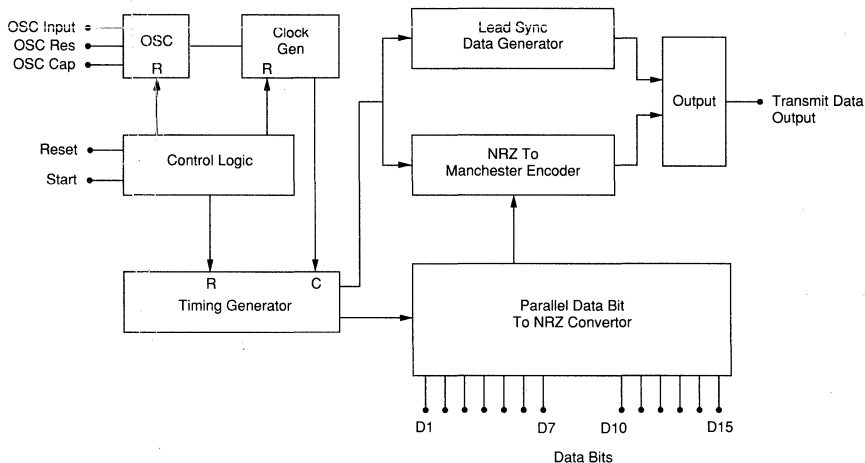 OSC Input
OSC Res
OSC Cap
OSC
R
Clock
Gen
R
Lead Sync
Data Generator
Output
Transmit Data
Output
Reset
Start
Control Logic
NRZ To
Manchester Encoder
R
C
Timing Generator
Parallel Data Bit
To NRZ Convertor
D1
D7
D10
D15
Data Bits